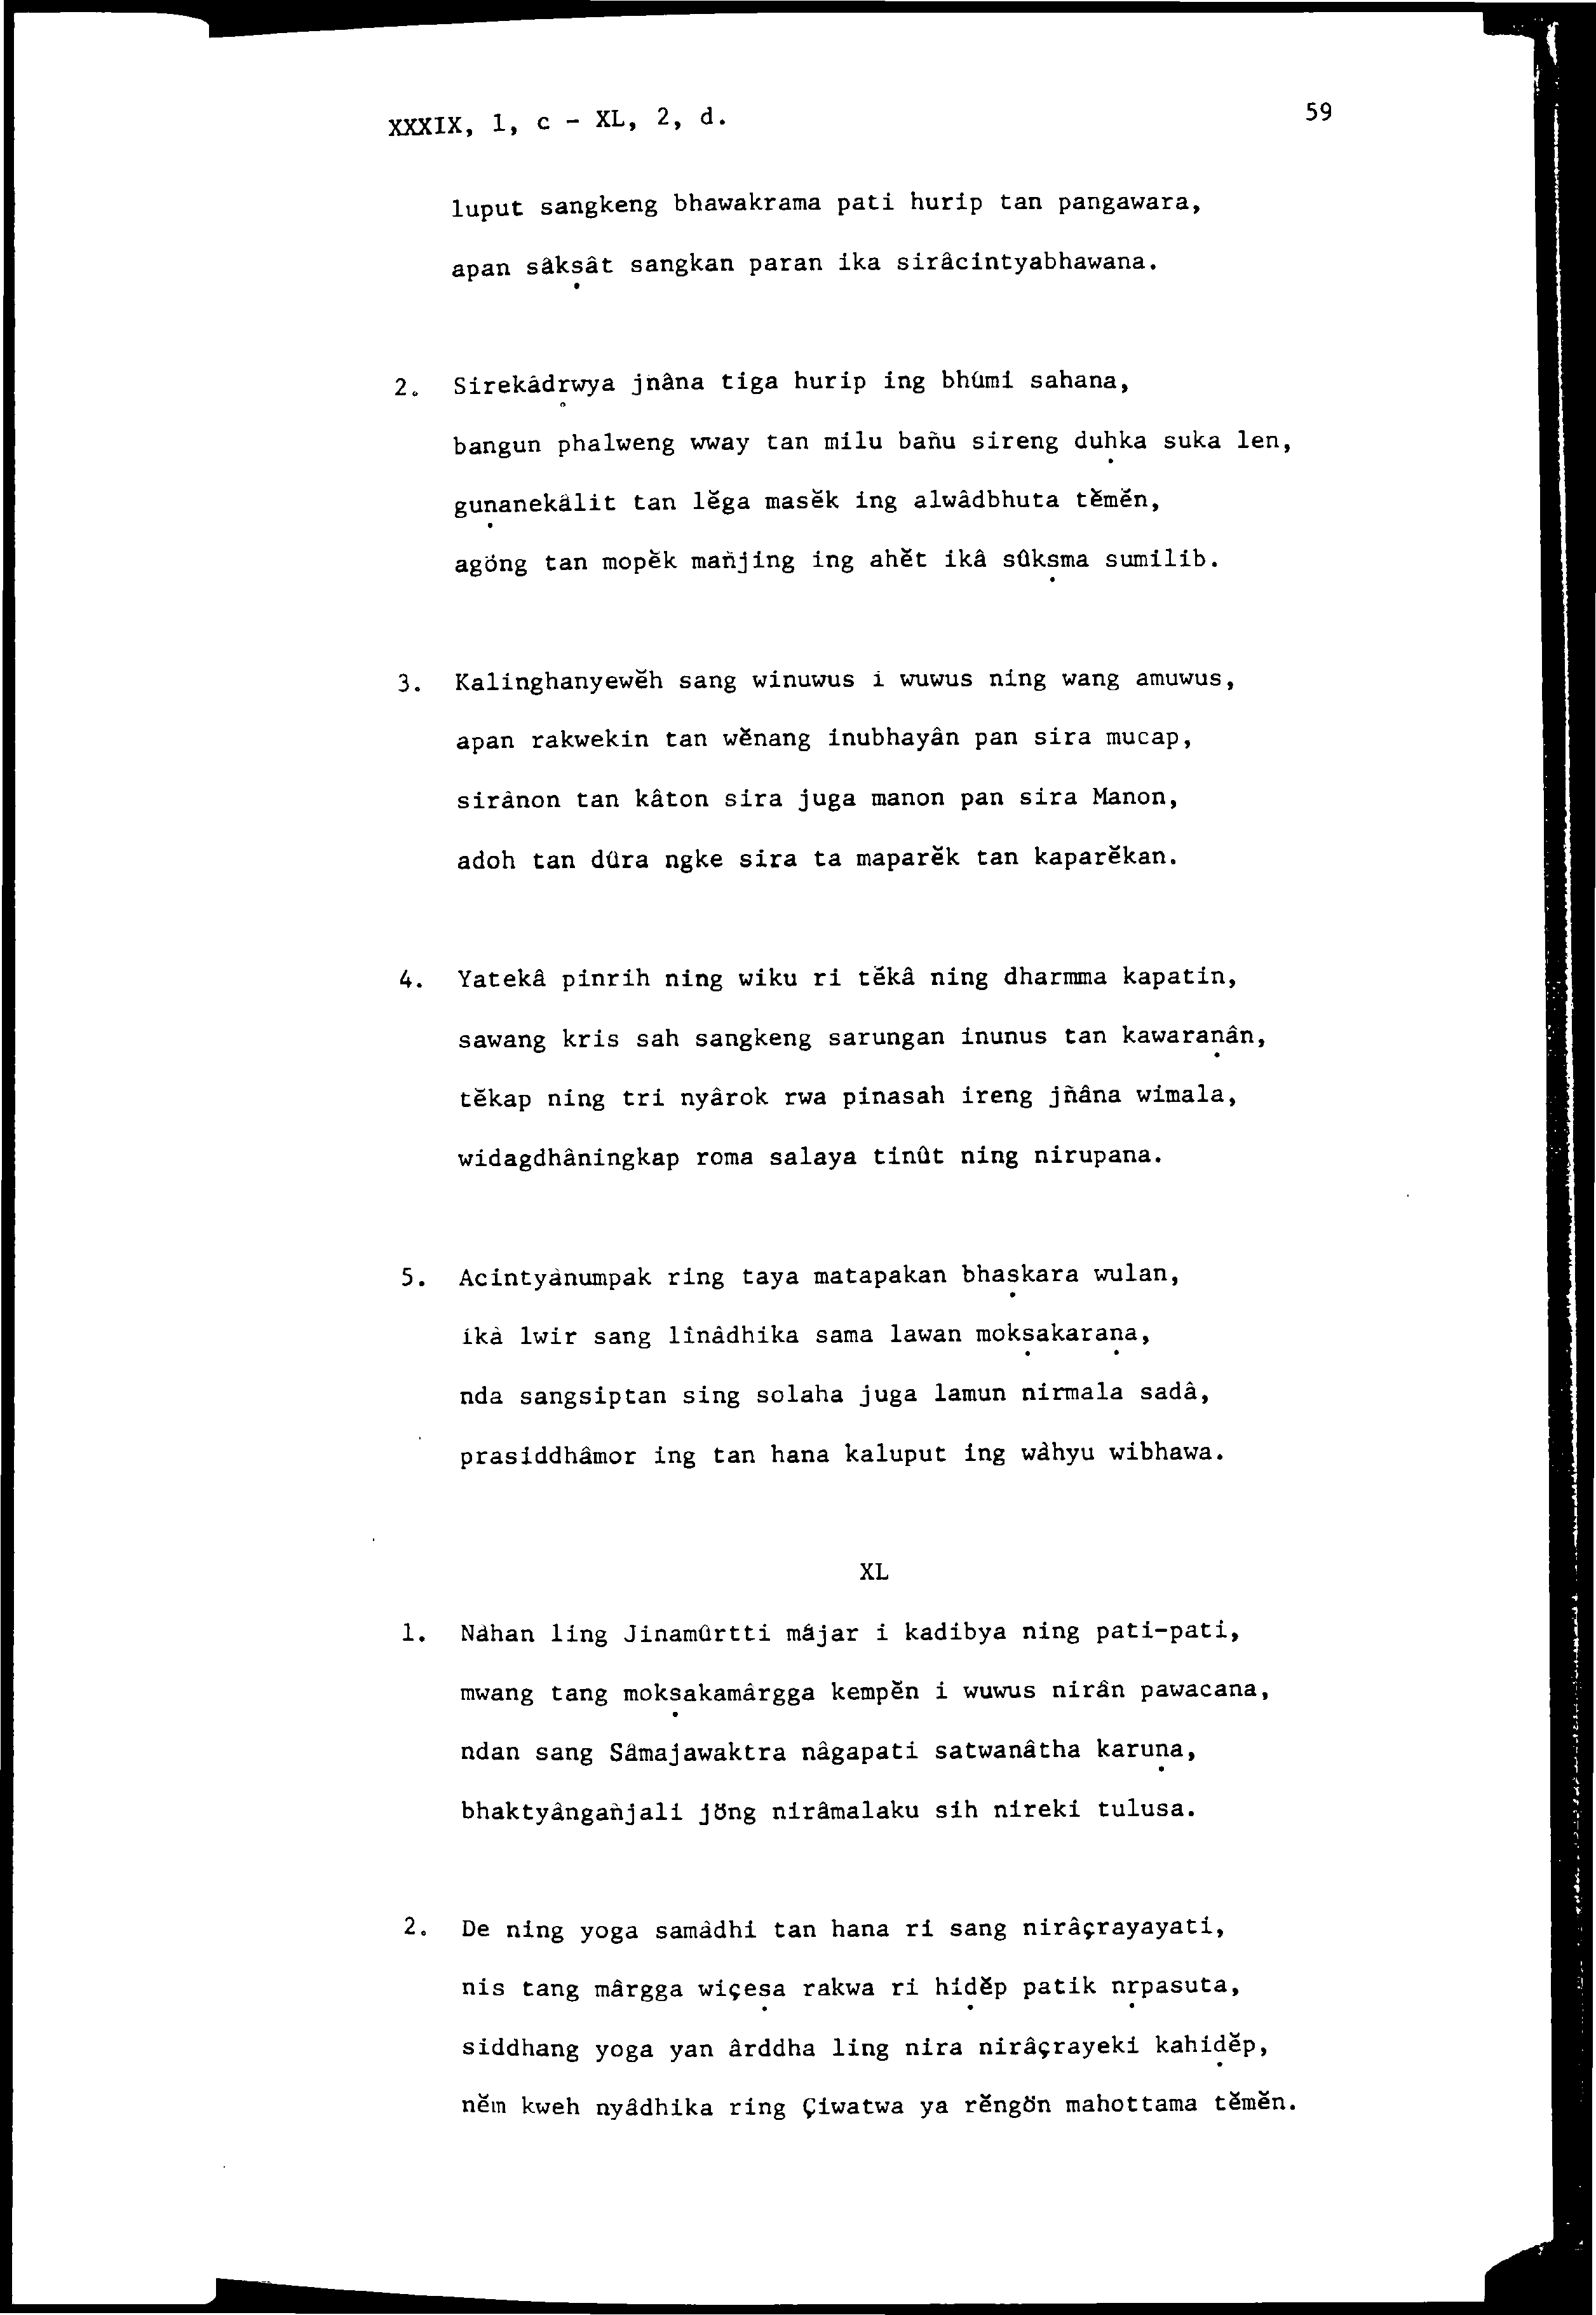 XXXIX, 1, c - XL, 2, d.
59
luput sangkeng bhawakrama pati hurip tan pangawara,
apan sâkṣât sangkan paran ika sirâcintyabhawana.
2. Sirekâdr̥wya jñâna tiga hurip ing bhûmi sahana,
bangun phalweng wway tan milu bañu sireng duḥka suka len,
guṇanekâlit tan lĕga masĕk ing alwâdbhuta tĕmĕn,
agöng tan mopĕk mañjing ing ahĕt ikâ sûkṣma sumilib.
3. Kalinghanyewĕh sang winuwus i wuwus ning wang amuwus,
apan rakwekin tan wĕnang inubhayân pan sira mucap,
sirânon tan kâton sira juga manon pan sira Manon,
adoh tan dûra ngke sira ta maparĕk tan kaparĕkan.
4. Yatekâ pinrih ning wiku ri tĕkâ ning dharmma kapatin,
sawang kris sah sangkeng sarungan inunus tan kawaraṇân,
tĕkap ning tri nyârok rwa pinasah ireng jñâna wimala,
widagdhâningkap roma salaya tinût ning nirupana.
5. Acintyânumpak ring taya matapakan bhaṣkara wulan,
ikâ lwir sang lînâdhika sama lawan mokṣakaraṇa,
nda sangsiptan sing solaha juga lamun nirmala sadâ,
prasiddhâmor ing tan hana kaluput ing wâhyu wibhawa.
XL
1. Nâhan ling Jinamûrtti mâjar i kadibya ning pati-pati,
mwang tang mokṣakamârgga kempĕn i wuwus nirân pawacana,
ndan sang Sâmajawaktra nâgapati satwanâtha karuṇa,
bhaktyângañjali jöng nirâmalaku sih nireki tulusa.
2. De ning yoga samâdhi tan hana ri sang nirâçrayayati,
nis tang mârgga wiçeṣa rakwa ri hiḍĕp patik nṛpasuta,
siddhang yoga yan ârddha ling nira nirâçrayeki kahiḍĕp,
nĕm kweh nyâdhika ring Çiwatwa ya rĕngön mahottama tĕmĕn.